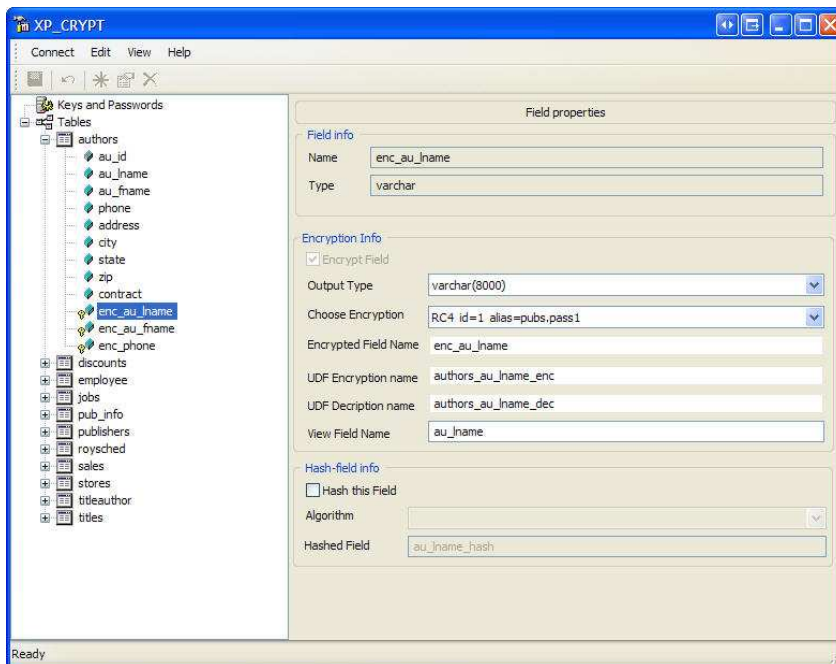 XP_CRYPT
Connect Edit View Help
Keys and Passwords
Tables
authors
au_id
au_lname
au_fname
phone
address
city
state
zip
contract
enc_au_lname
enc_au_fname
enc_phone
discounts
employee
jobs
pub_info
publishers
roysched
sales
stores
titleauthor
titles
Field properties
Field info
Name enc_au_lname
Type varchar
Encryption Info
Encrypt Field
Output Type varchar(8000)
Choose Encryption RC4 id=1 alias=pubs.pass1
Encrypted Field Name enc_au_lname
UDF Encryption name authors_au_lname_enc
UDF Decription name authors_au_lname_dec
View Field Name au_lname
Hash-field info
Hash this Field
Algorithm
Hashed Field au_lname_hash
Ready